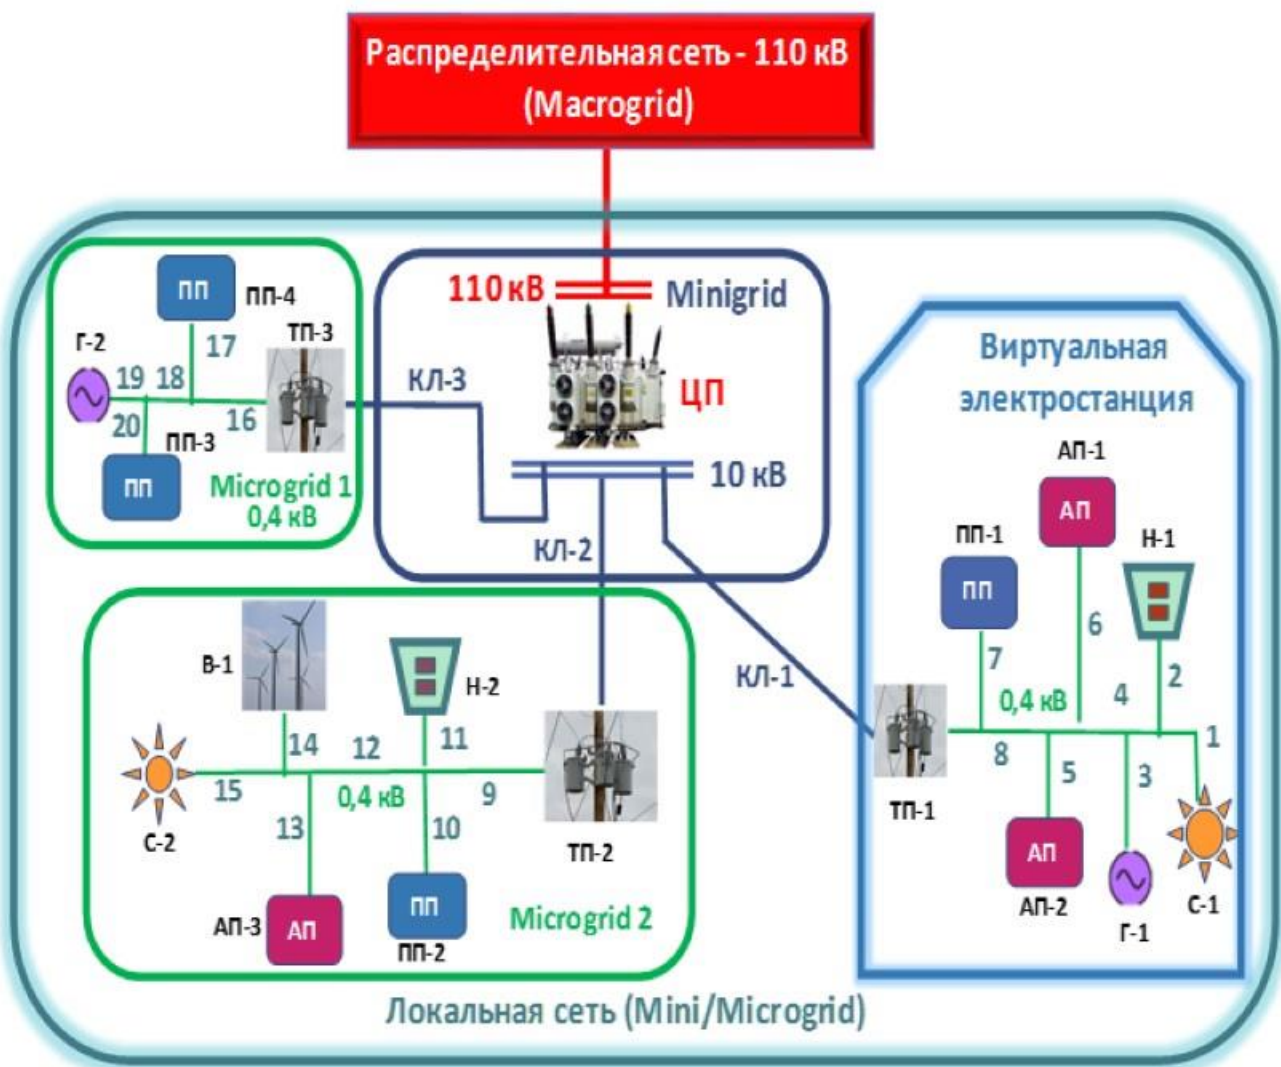 Распределительная сеть - 110 кВ
(Macrogrid)
110 кВ
Minigrid
ЦП
10 кВ
КЛ-3
КЛ-2
КЛ-1
ПП
ПП-4
Г-2
ТП-3
17
19
18
16
20
ПП-3
ПП
Microgrid 1
0,4 кВ
Виртуальная
электростанция
АП-1
АП
ПП-1
Н-1
ПП
6
7
2
4
0,4 кВ
1
8
5
3
ТП-1
АП
АП-2
Г-1
С-1
В-1
Н-2
14
12
11
15
0,4 кВ
9
13
10
С-2
ТП-2
АП-3
АП
ПП
ПП-2
Microgrid 2
Локальная сеть (Mini/Microgrid)